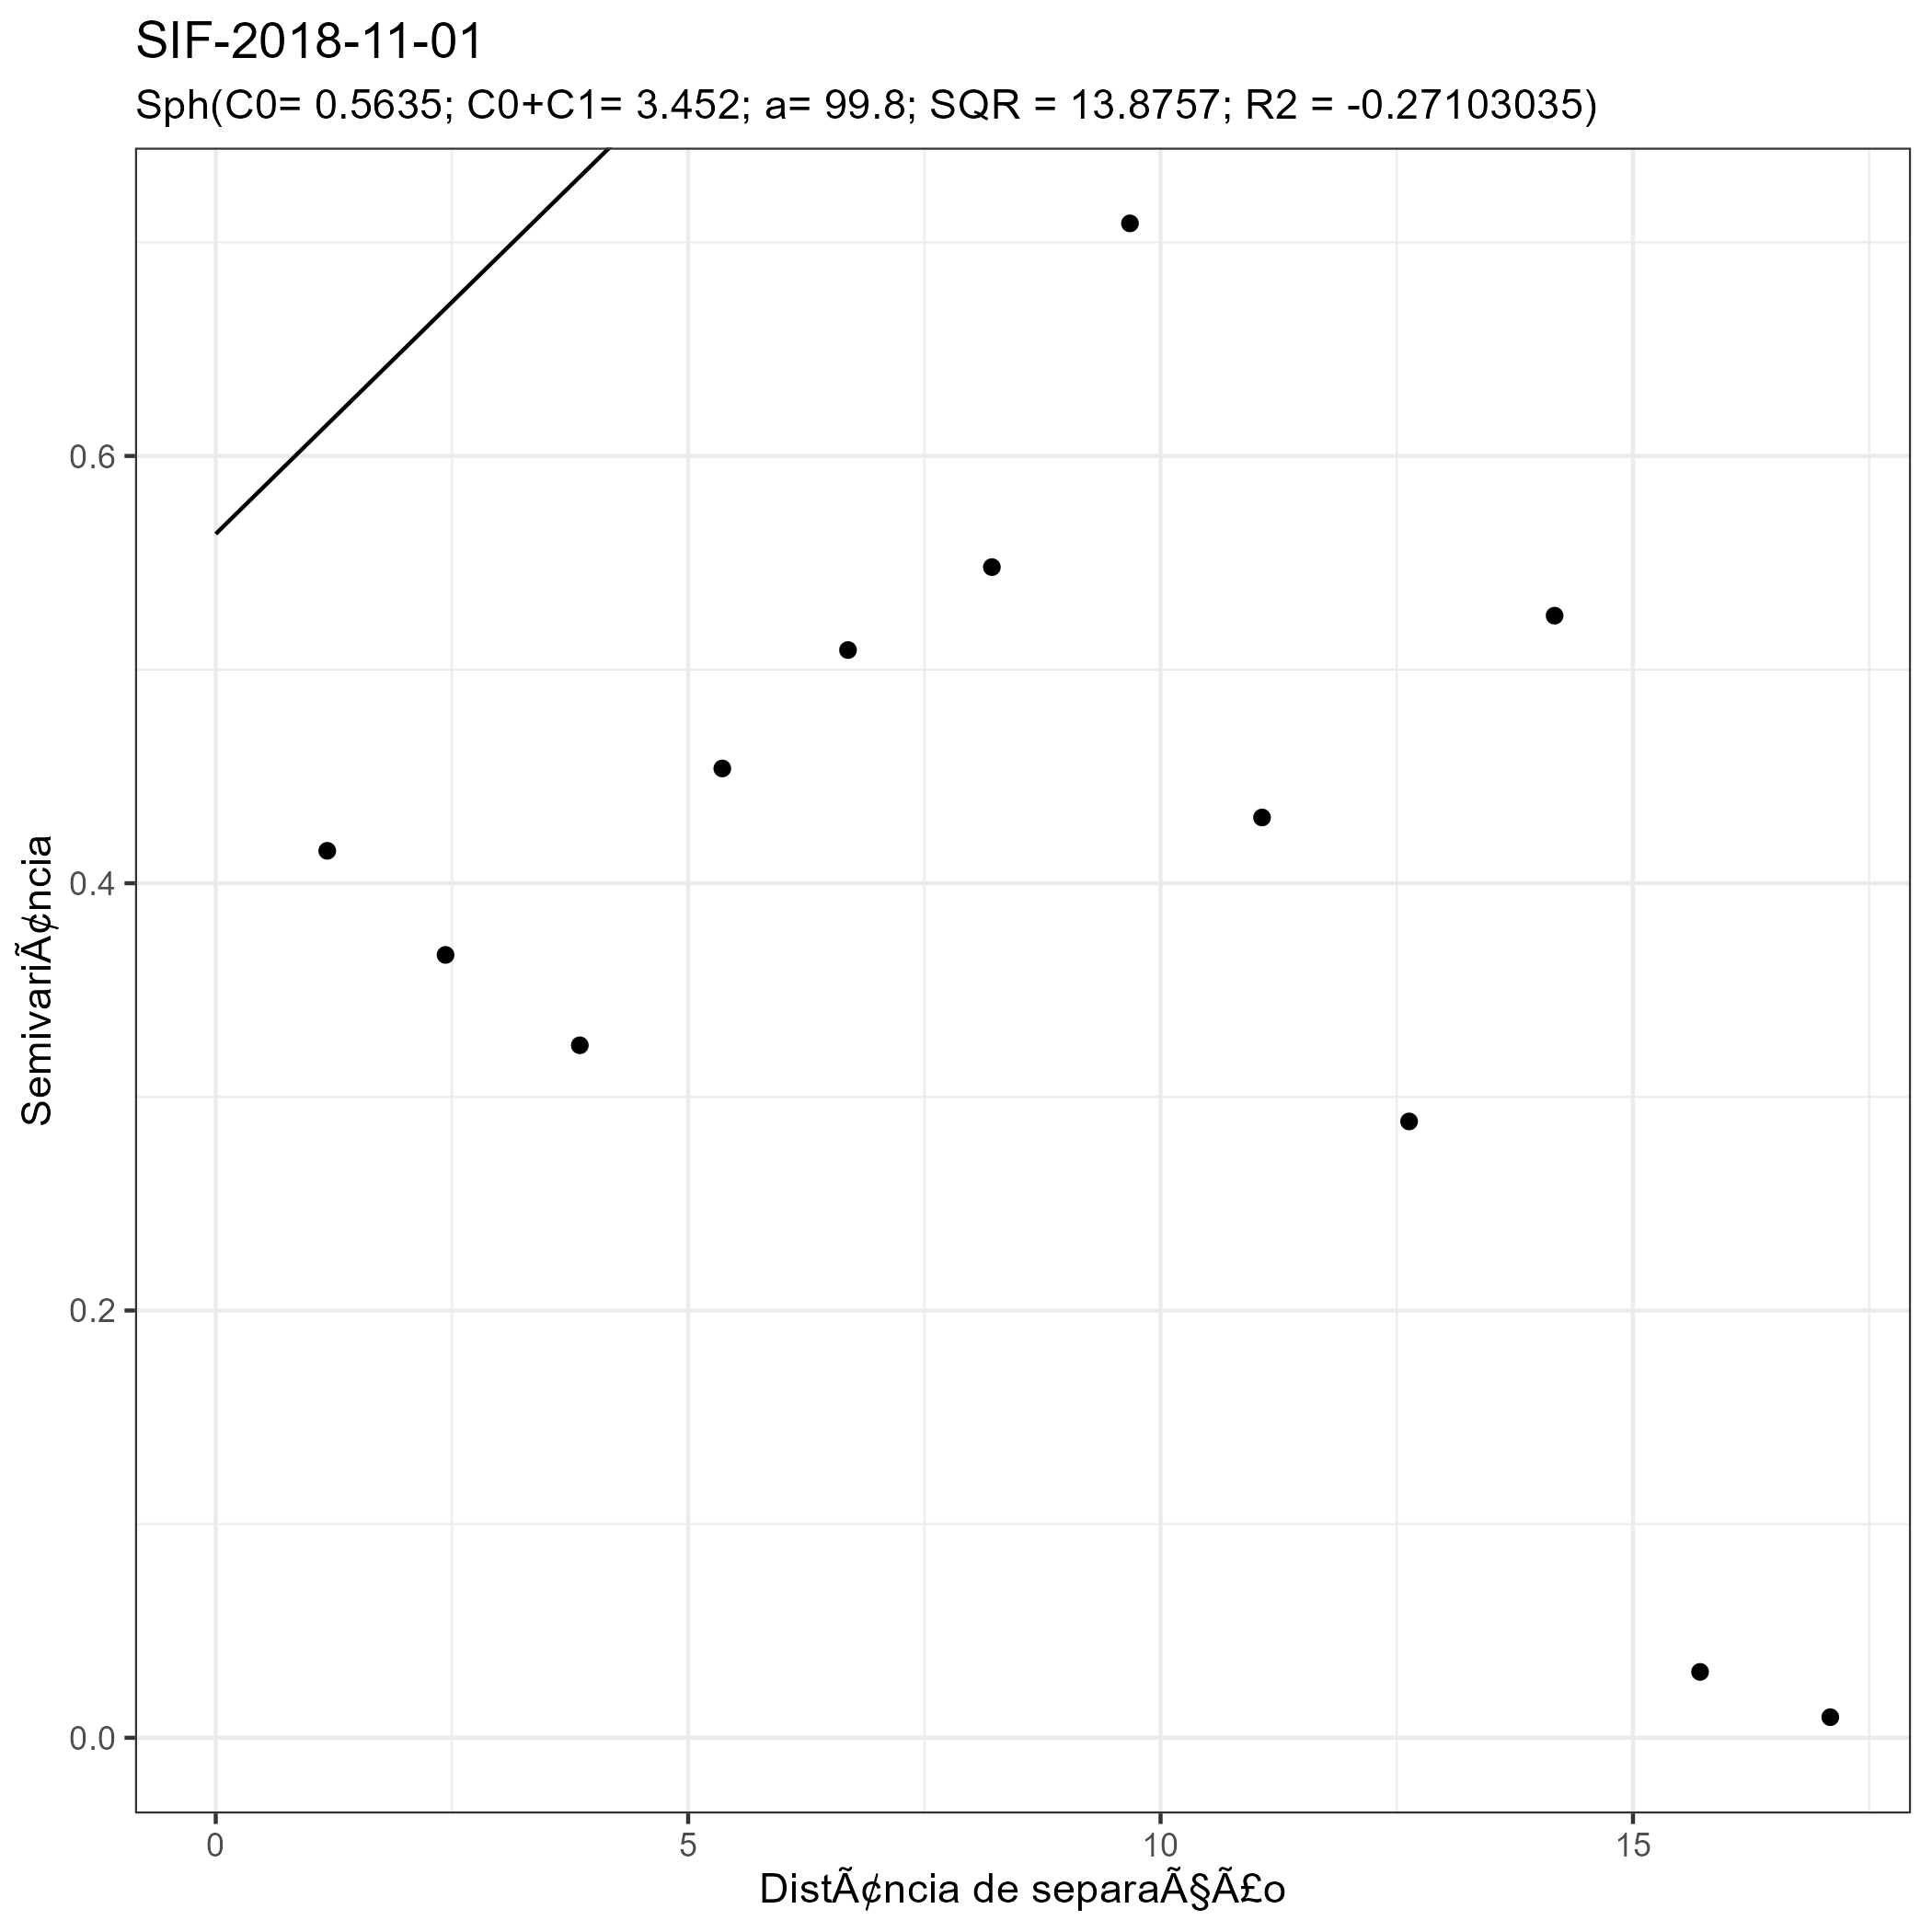 SIF-2018-11-01
Sph(C0= 0.5635; C0+C1= 3.452; a= 99.8; SQR = 13.8757; R2 = -0.27103035)
SemivariÃ¢ncia
0.6
0.4
0.2
0.0
0 5 10 15
DistÃ¢ncia de separaÃ§Ã£o